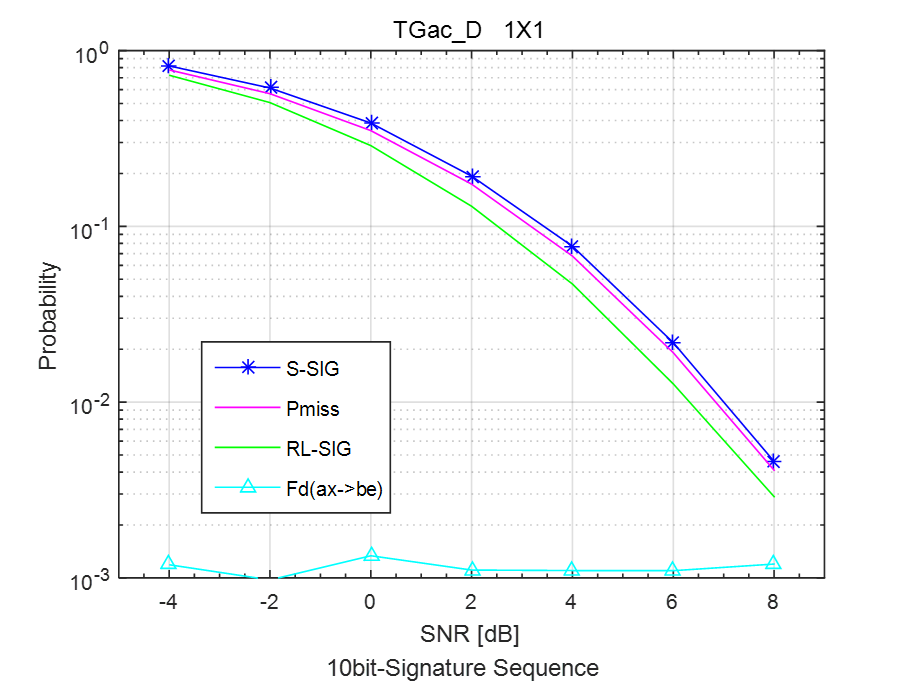 TGac_D 1X1
10^0
10^-1
10^-2
10^-3
Probability
S-SIG
Pmiss
RL-SIG
Fd(ax->be)
-4 -2 0 2 4 6 8
SNR [dB]
10bit-Signature Sequence